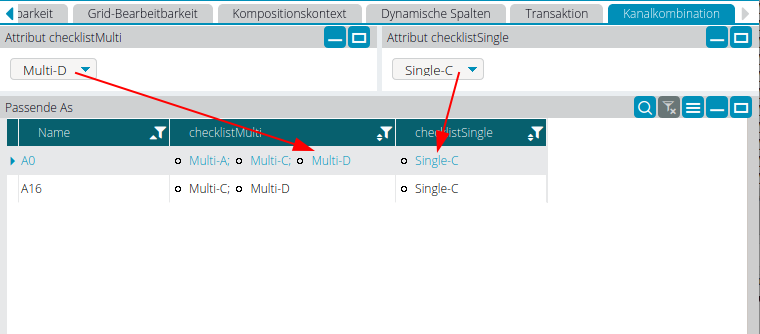 barkeit Grid-Bearbeitbarkeit Kompositionskontext Dynamische Spalten Transaktion Kanalkombination
Attribut checklistMulti Attribut checklistSingle
Multi-D Single-C
Passende As
Name checklistMulti checklistSingle
A0 Multi-A; Multi-C; Multi-D Single-C
A16 Multi-C; Multi-D Single-C